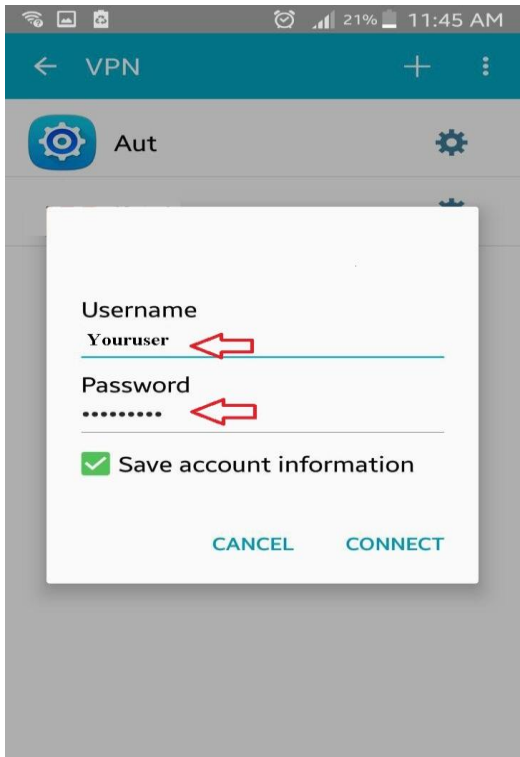 21% 11:45 AM
VPN
Aut
Username
Youruser
Password
•••••••••
Save account information
CANCEL CONNECT